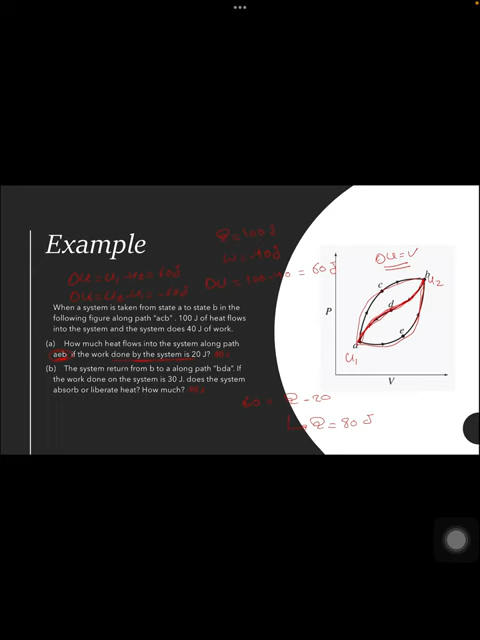 Example
Q = 100 J
W = 40 J
ΔU = 100 - 40 = 60 J
ΔU = U
When a system is taken from state a to state b in
the following figure along path "acb" . 100 J of heat flows
into the system and the system does 40 J of work.
(a) How much heat flows into the system along path
aeb if the work done by the system is 20 J?
(b) The system return from b to a along path "bda". If
the work done on the system is 30 J. does the system
absorb or liberate heat? How much?
60 = Q - 20
Q = 80 J
P
c
b
U2
d
e
a
U1
V